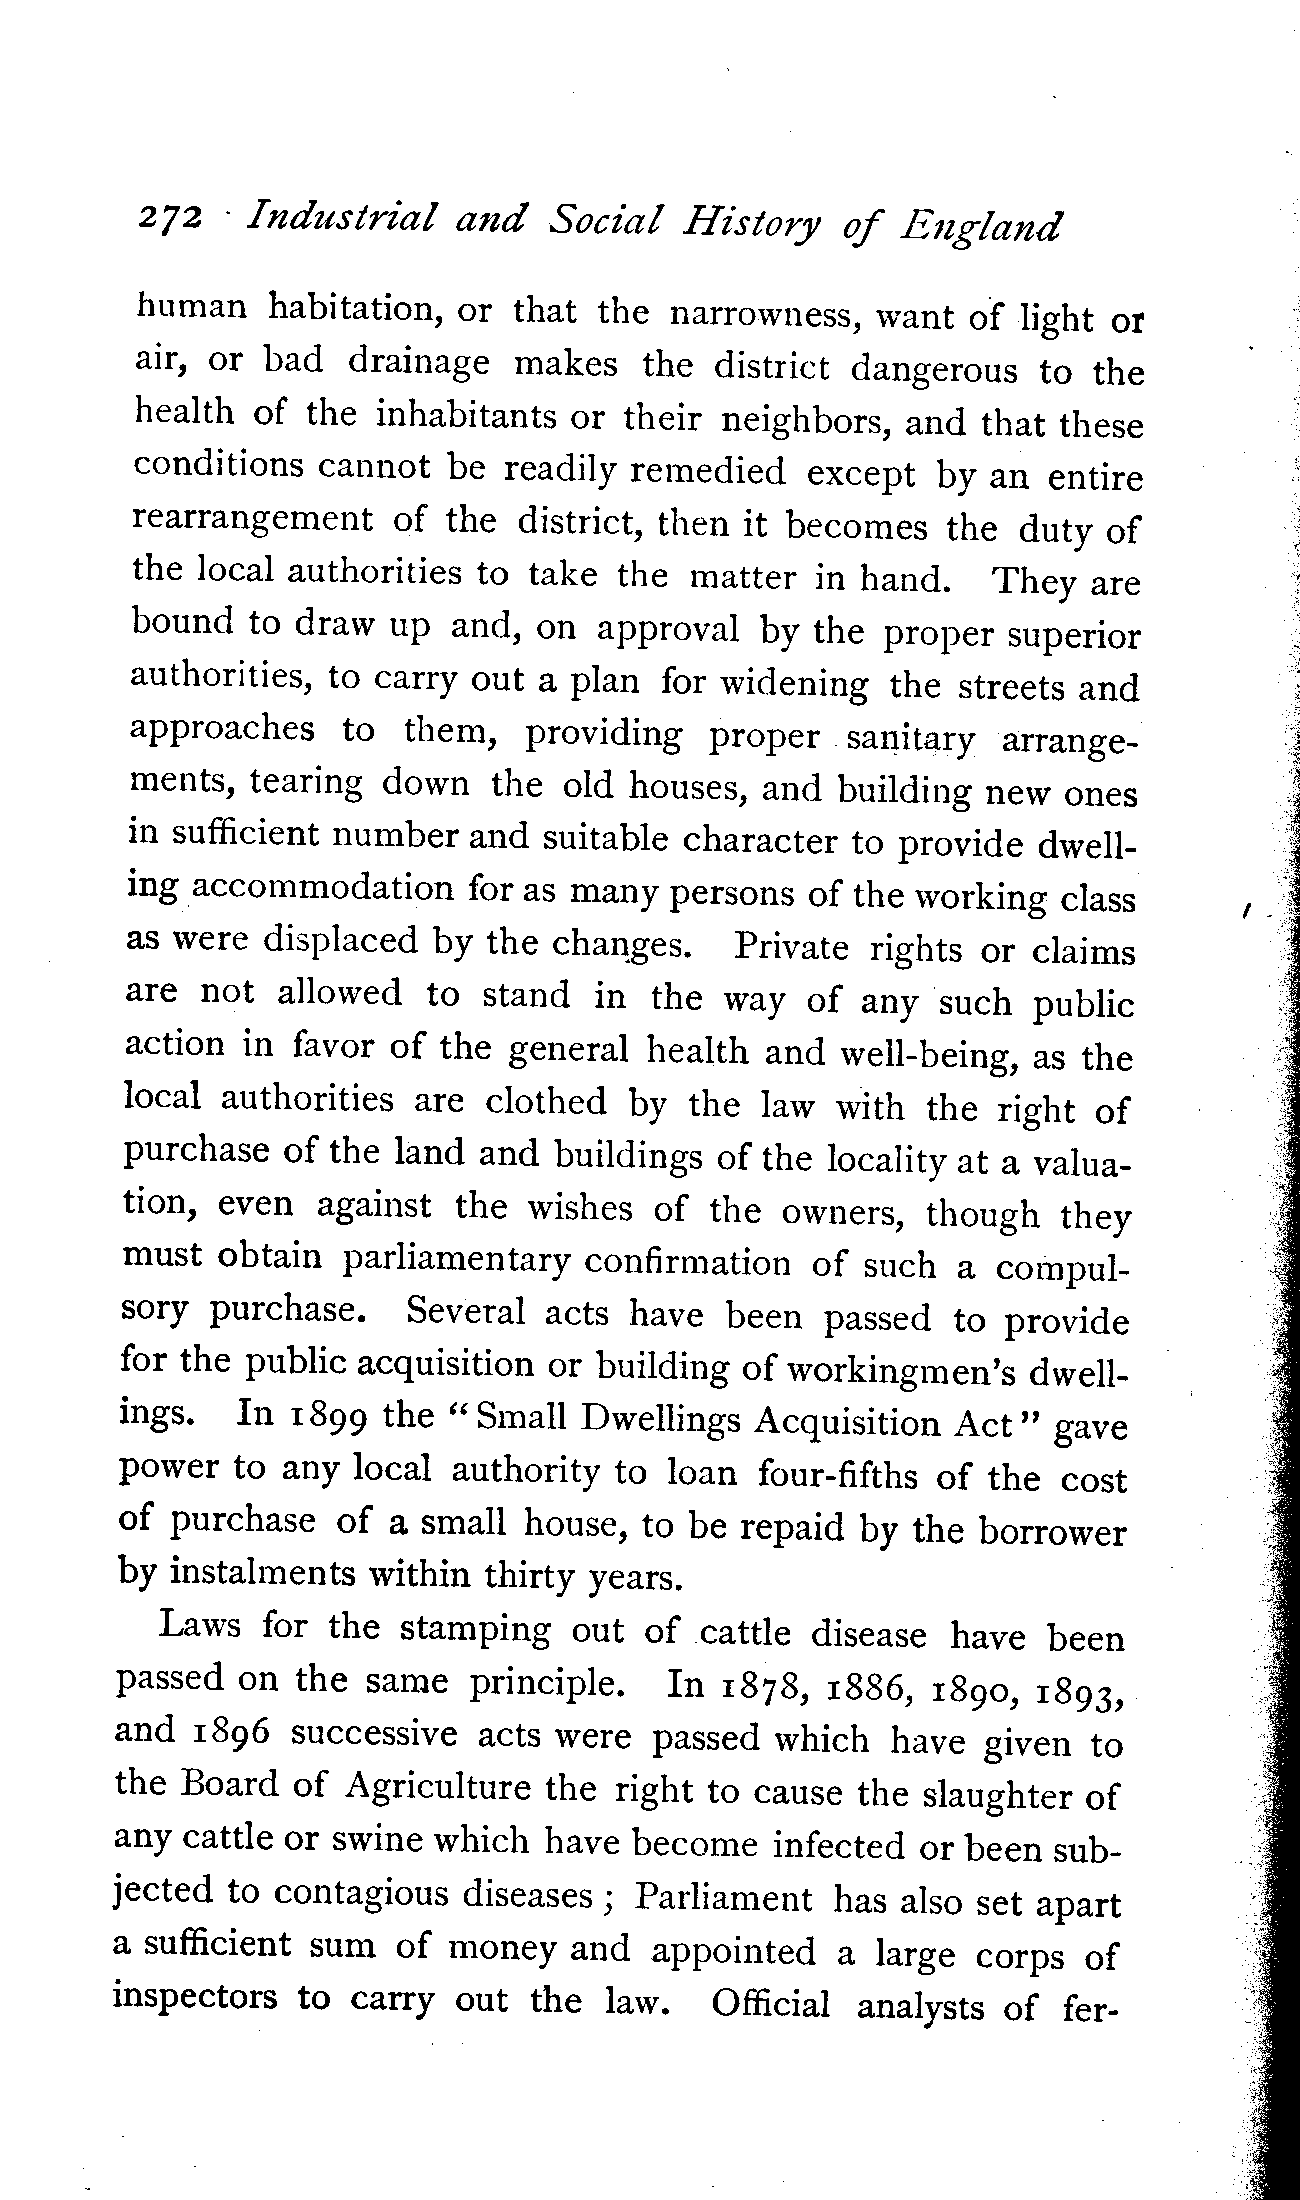 272 Industrial and Social History of England
human habitation, or that the narrowness, want of light or
air, or bad drainage makes the district dangerous to the
health of the inhabitants or their neighbors, and that these
conditions cannot be readily remedied except by an entire
rearrangement of the district, then it becomes the duty of
the local authorities to take the matter in hand. They are
bound to draw up and, on approval by the proper superior
authorities, to carry out a plan for widening the streets and
approaches to them, providing proper sanitary arrange-
ments, tearing down the old houses, and building new ones
in sufficient number and suitable character to provide dwell-
ing accommodation for as many persons of the working class
as were displaced by the changes. Private rights or claims
are not allowed to stand in the way of any such public
action in favor of the general health and well-being, as the
local authorities are clothed by the law with the right of
purchase of the land and buildings of the locality at a valua-
tion, even against the wishes of the owners, though they
must obtain parliamentary confirmation of such a compul-
sory purchase. Several acts have been passed to provide
for the public acquisition or building of workingmen's dwell-
ings. In 1899 the “Small Dwellings Acquisition Act” gave
power to any local authority to loan four-fifths of the cost
of purchase of a small house, to be repaid by the borrower
by instalments within thirty years.
Laws for the stamping out of cattle disease have been
passed on the same principle. In 1878, 1886, 1890, 1893,
and 1896 successive acts were passed which have given to
the Board of Agriculture the right to cause the slaughter of
any cattle or swine which have become infected or been sub-
jected to contagious diseases; Parliament has also set apart
a sufficient sum of money and appointed a large corps of
inspectors to carry out the law. Official analysts of fer-